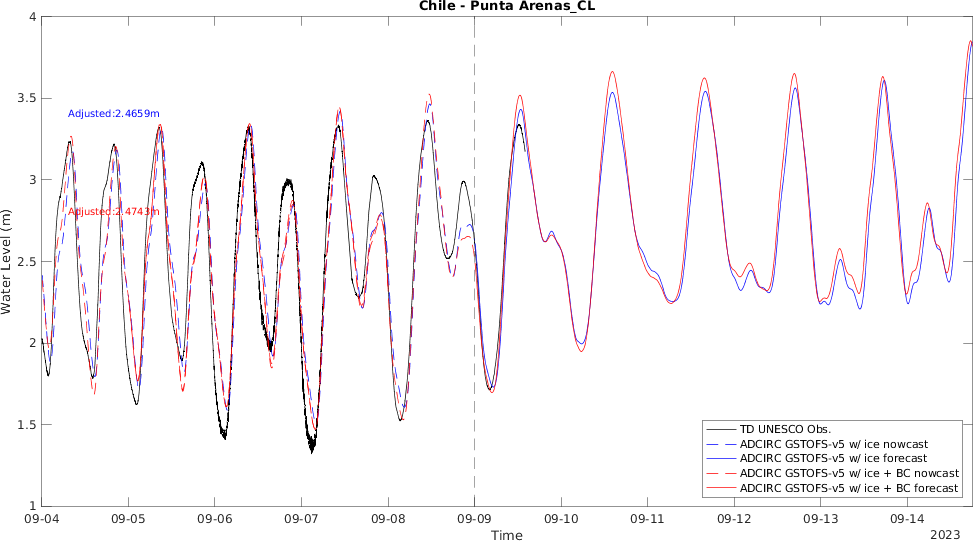 Chile - Punta Arenas_CL
4
3.5
3
2.5
2
1.5
1
Water Level (m)
Adjusted:2.4659m
Adjusted:2.4743m
TD UNESCO Obs.
ADCIRC GSTOFS-v5 w/ ice nowcast
ADCIRC GSTOFS-v5 w/ ice forecast
ADCIRC GSTOFS-v5 w/ ice + BC nowcast
ADCIRC GSTOFS-v5 w/ ice + BC forecast
09-04 09-05 09-06 09-07 09-08 09-09 09-10 09-11 09-12 09-13 09-14
Time
2023